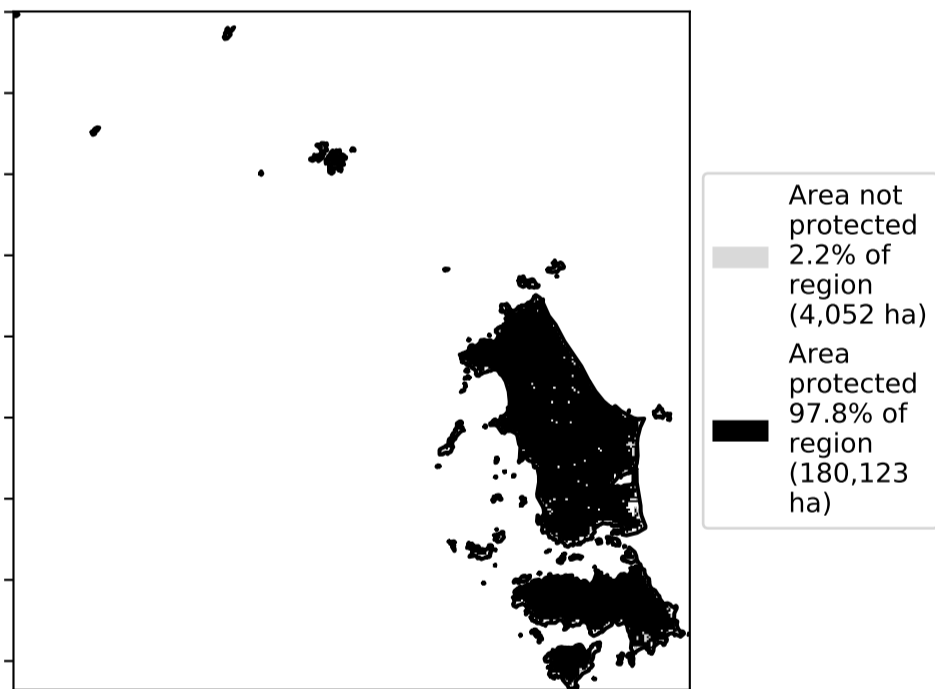 Area not
protected
2.2% of
region
(4,052 ha)
Area
protected
97.8% of
region
(180,123
ha)